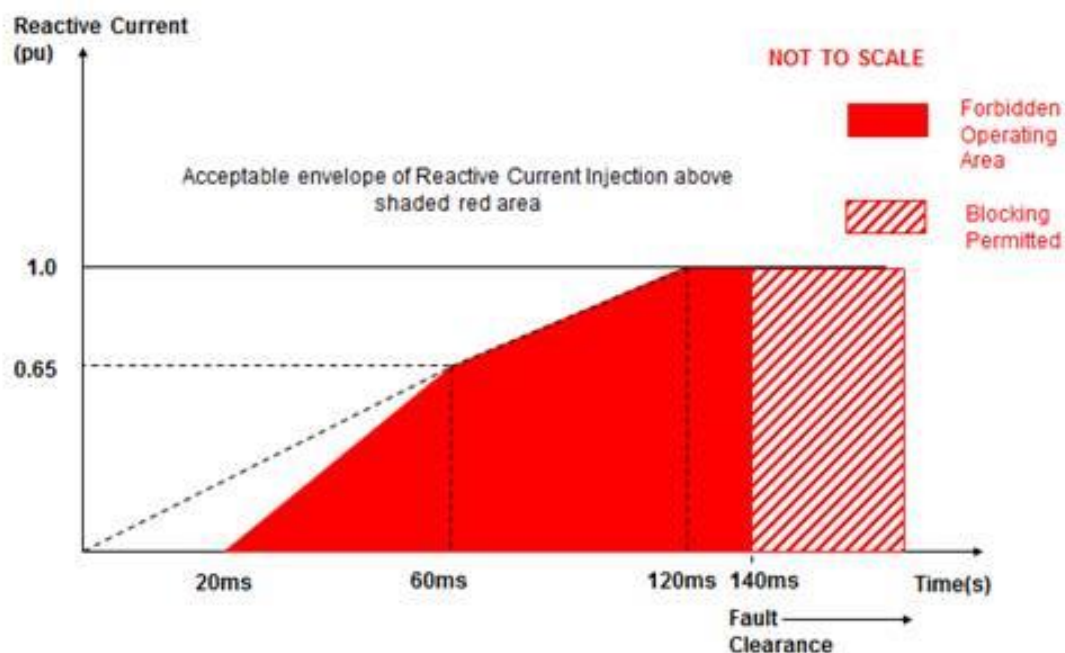 Reactive Current
(pu)
NOT TO SCALE
Forbidden
Operating
Area
Acceptable envelope of Reactive Current Injection above
shaded red area
Blocking
Permitted
1.0
0.65
20ms
60ms
120ms
140ms
Time(s)
Fault
Clearance